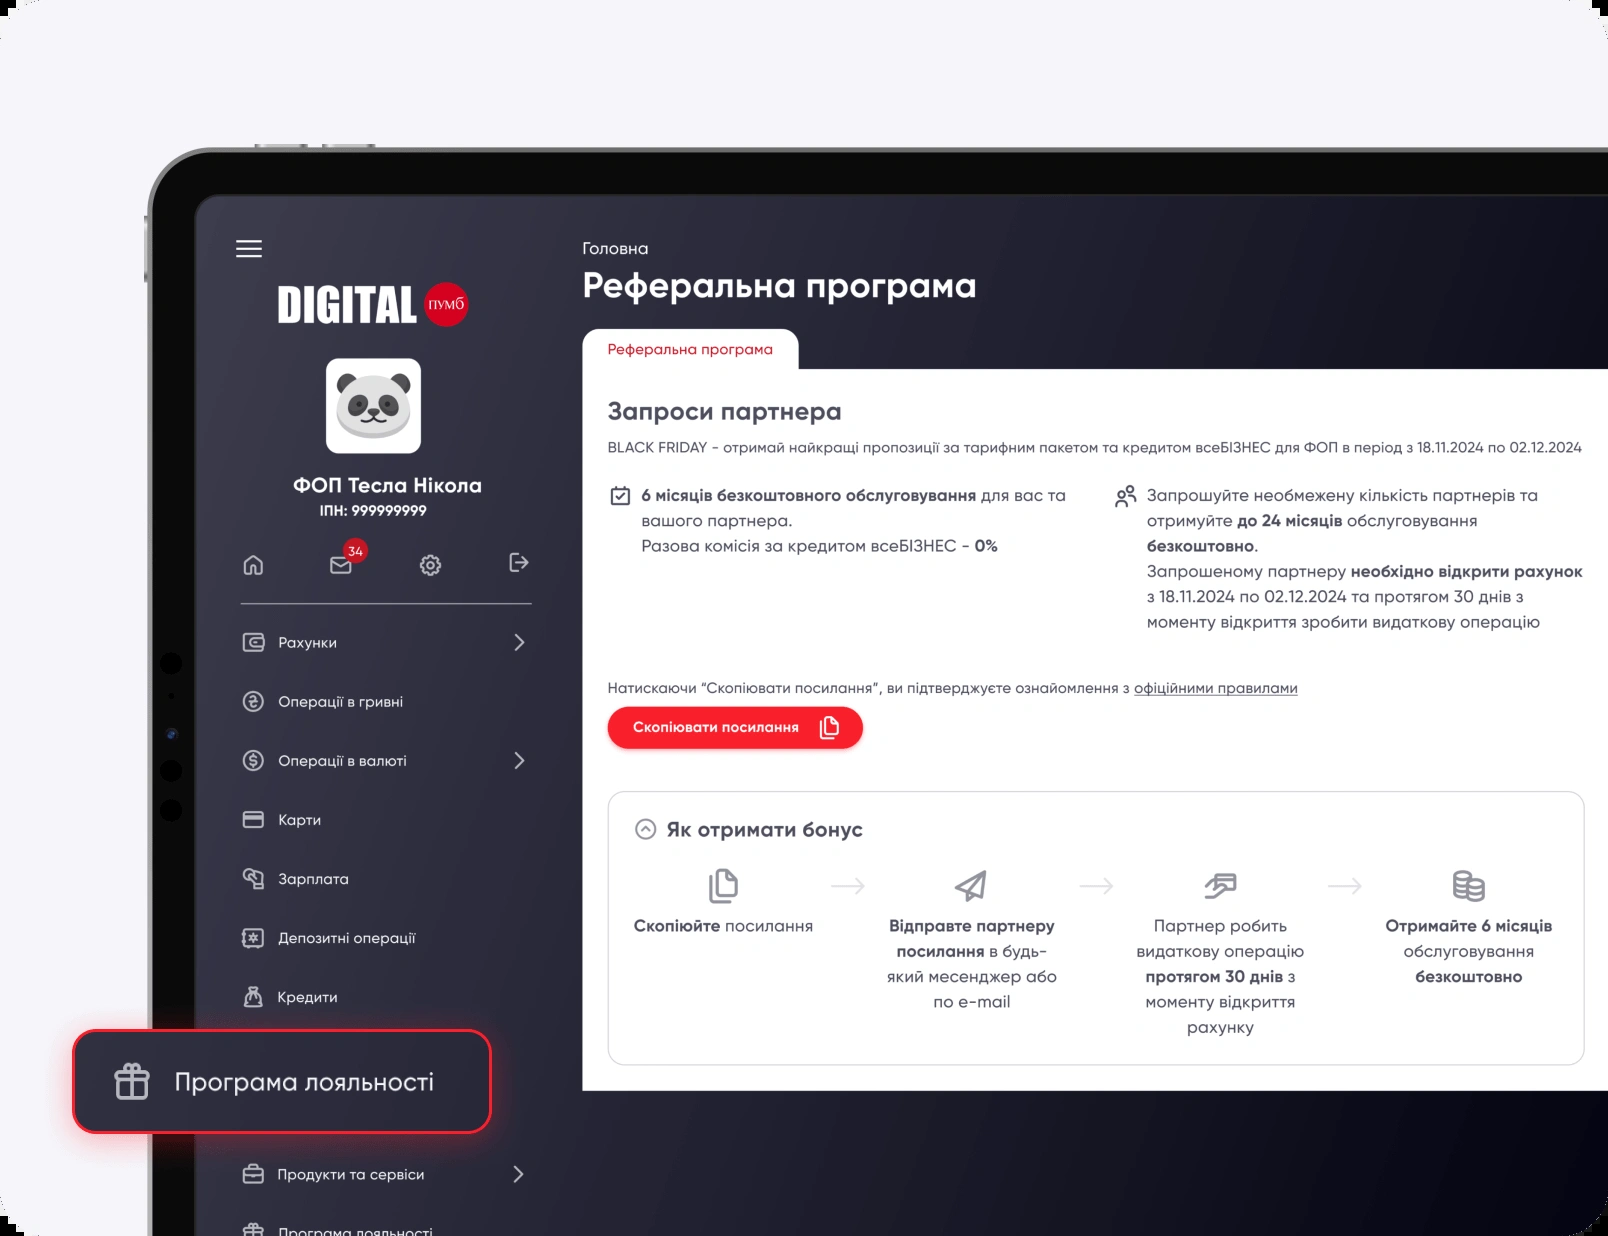 Головна
Реферальна програма
DIGITAL ПУМБ
ФОП Тесла Нікола
ІПН: 999999999
34
Рахунки
Операції в гривні
Операції в валюті
Карти
Зарплата
Депозитні операції
Кредити
Програма лояльності
Продукти та сервіси
Програма лояльності
Реферальна програма
Запроси партнера
BLACK FRIDAY - отримай найкращі пропозиції за тарифним пакетом та кредитом всеБІЗНЕС для ФОП в період з 18.11.2024 по 02.12.2024
6 місяців безкоштовного обслуговування для вас та
вашого партнера.
Разова комісія за кредитом всеБІЗНЕС - 0%
Запрошуйте необмежену кількість партнерів та
отримуйте до 24 місяців обслуговування
безкоштовно.
Запрошеному партнеру необхідно відкрити рахунок
з 18.11.2024 по 02.12.2024 та протягом 30 днів з
моменту відкриття зробити видаткову операцію
Натискаючи “Скопіювати посилання”, ви підтверджуєте ознайомлення з офіційними правилами
Скопіювати посилання
Як отримати бонус
Скопіюйте посилання
Відправте партнеру
посилання в будь-
який месенджер або
по e-mail
Партнер робить
видаткову операцію
протягом 30 днів з
моменту відкриття
рахунку
Отримайте 6 місяців
обслуговування
безкоштовно